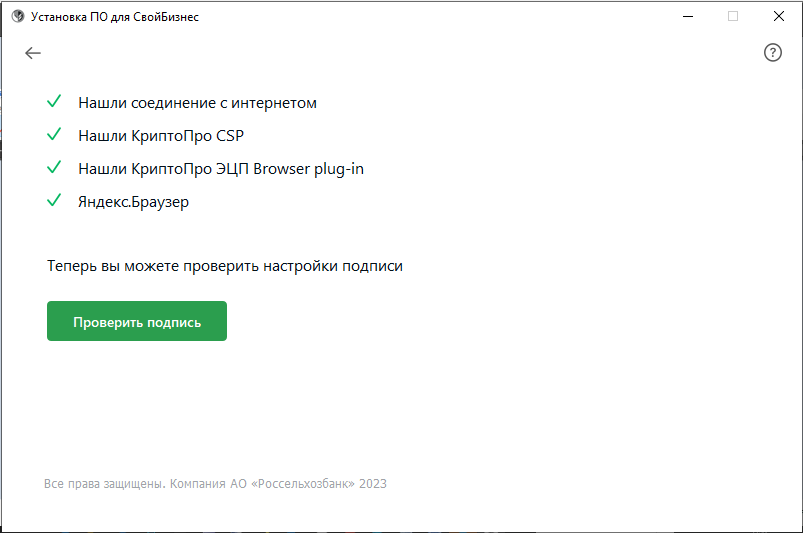 Установка ПО для СвойБизнес
Нашли соединение с интернетом
Нашли КриптоПро CSP
Нашли КриптоПро ЭЦП Browser plug-in
Яндекс.Браузер
Теперь вы можете проверить настройки подписи
Проверить подпись
Все права защищены. Компания АО «Россельхозбанк» 2023